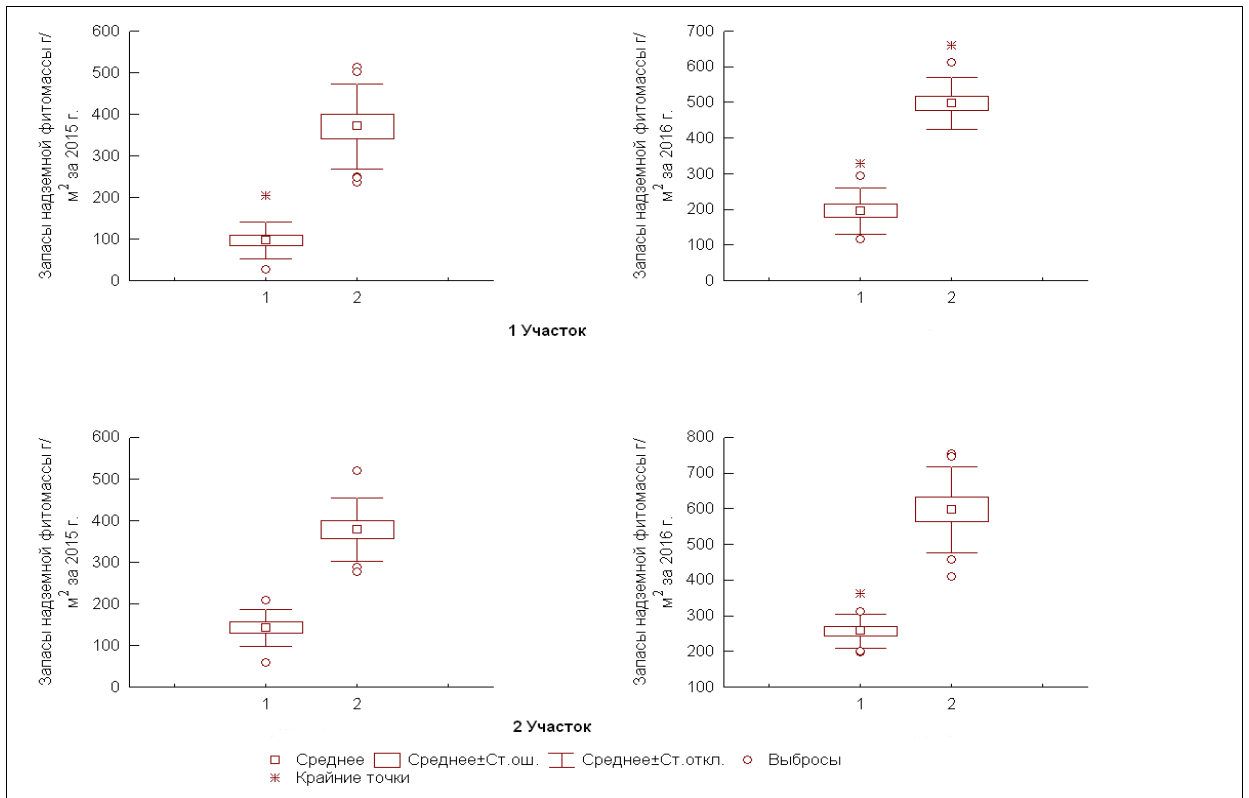 Запасы надземной фитомассы г/
м² за 2015 г.
600
500
400
300
200
100
0
1 2
Запасы надземной фитомассы г/
м² за 2016 г.
700
600
500
400
300
200
100
0
1 2
1 Участок
Запасы надземной фитомассы г/
м² за 2015 г.
600
500
400
300
200
100
0
1 2
Запасы надземной фитомассы г/
м² за 2016 г.
800
700
600
500
400
300
200
100
1 2
2 Участок
Среднее Среднее±Ст.ош. Среднее±Ст.откл. Выбросы
Крайние точки